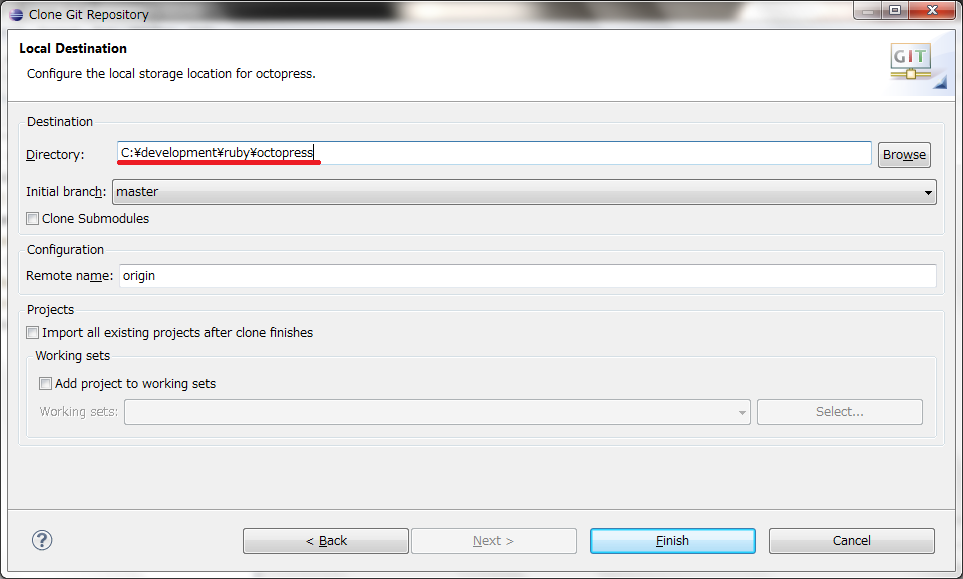 Clone Git Repository
Local Destination
Configure the local storage location for octopress.
GIT
Destination
Directory: C:¥development¥ruby¥octopress Browse
Initial branch: master
Clone Submodules
Configuration
Remote name: origin
Projects
Import all existing projects after clone finishes
Working sets
Add project to working sets
Working sets: Select...
? < Back Next > Finish Cancel